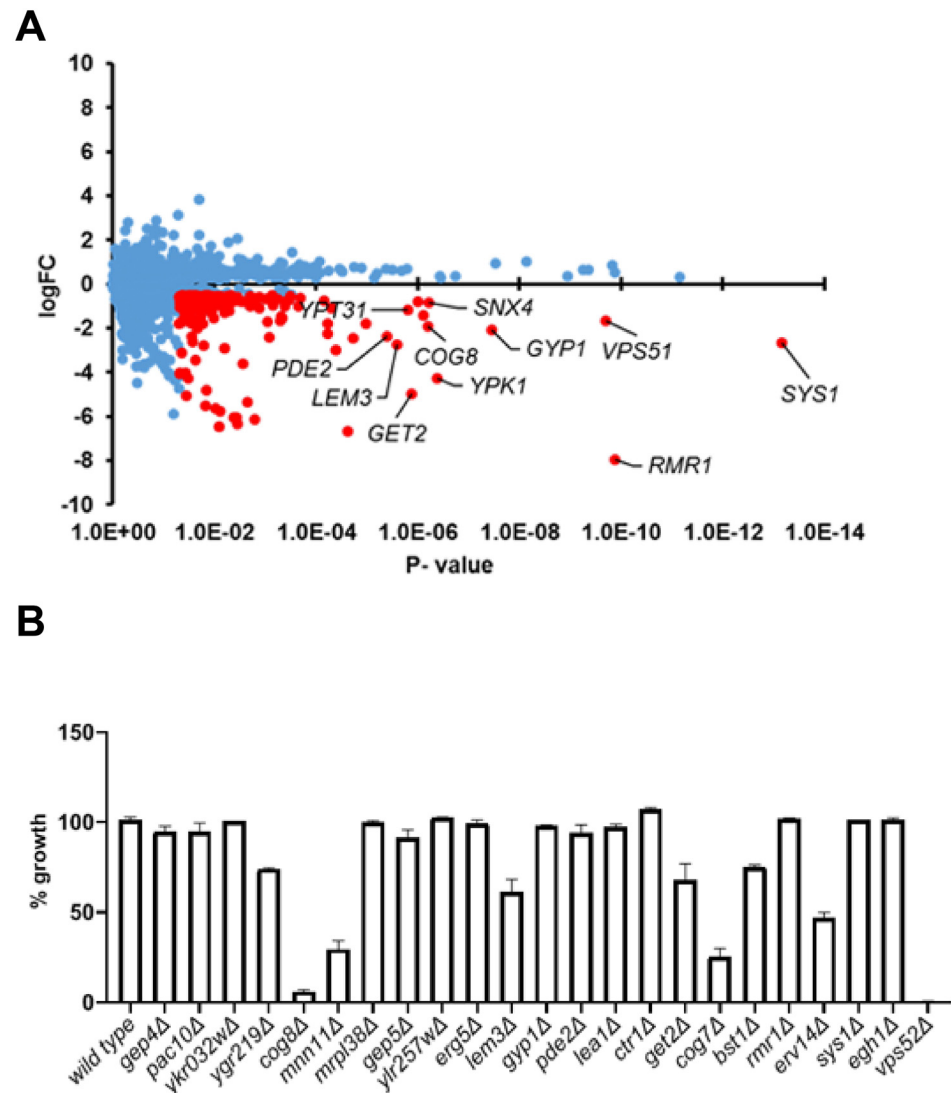 A
10
8
6
4
2
0
-2
-4
-6
-8
-10
logFC
YPT31
SNX4
PDE2
COG8
GYP1
VPS51
LEM3
YPK1
SYS1
GET2
RMR1
1.0E+00 1.0E-02 1.0E-04 1.0E-06 1.0E-08 1.0E-10 1.0E-12 1.0E-14
P- value
B
150
100
50
0
% growth
wild type
gep4Δ
pac10Δ
ykr032wΔ
ygr219Δ
cog8Δ
mnn11Δ
mrpl38Δ
gep5Δ
ylr257wΔ
erg5Δ
lem3Δ
gyp1Δ
pde2Δ
lea1Δ
ctr1Δ
get2Δ
cog7Δ
bst1Δ
rmr1Δ
erv14Δ
sys1Δ
egh1Δ
vps52Δ